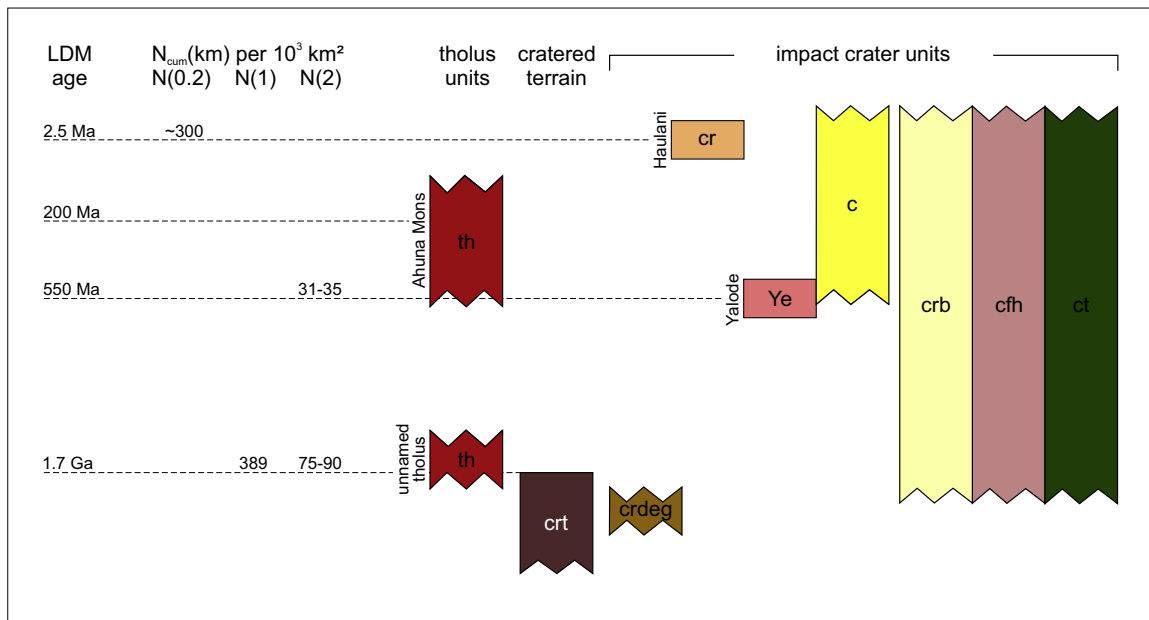 LDM age
N_cum(km) per 10³ km²
N(0.2) N(1) N(2)
tholus units
cratered terrain
impact crater units
2.5 Ma ~300
Haulani
cr
200 Ma
Ahuna Mons
th
c
550 Ma 31-35
Yalode
Ye
crb
cfh
ct
1.7 Ga 389 75-90
unnamed tholus
th
crt
crdeg